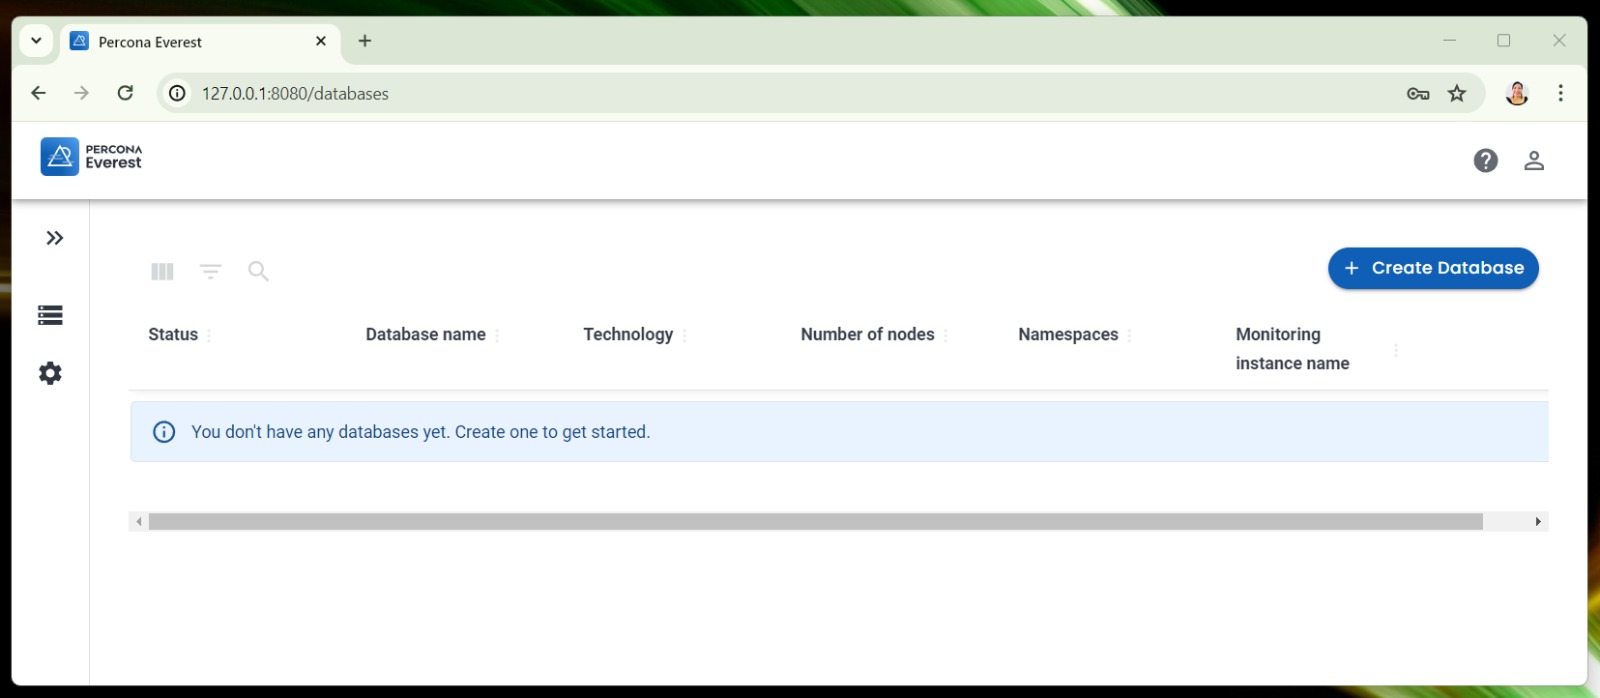 Percona Everest
127.0.0.1:8080/databases
PERCONA
Everest
Create Database
Status
Database name
Technology
Number of nodes
Namespaces
Monitoring
instance name
You don't have any databases yet. Create one to get started.